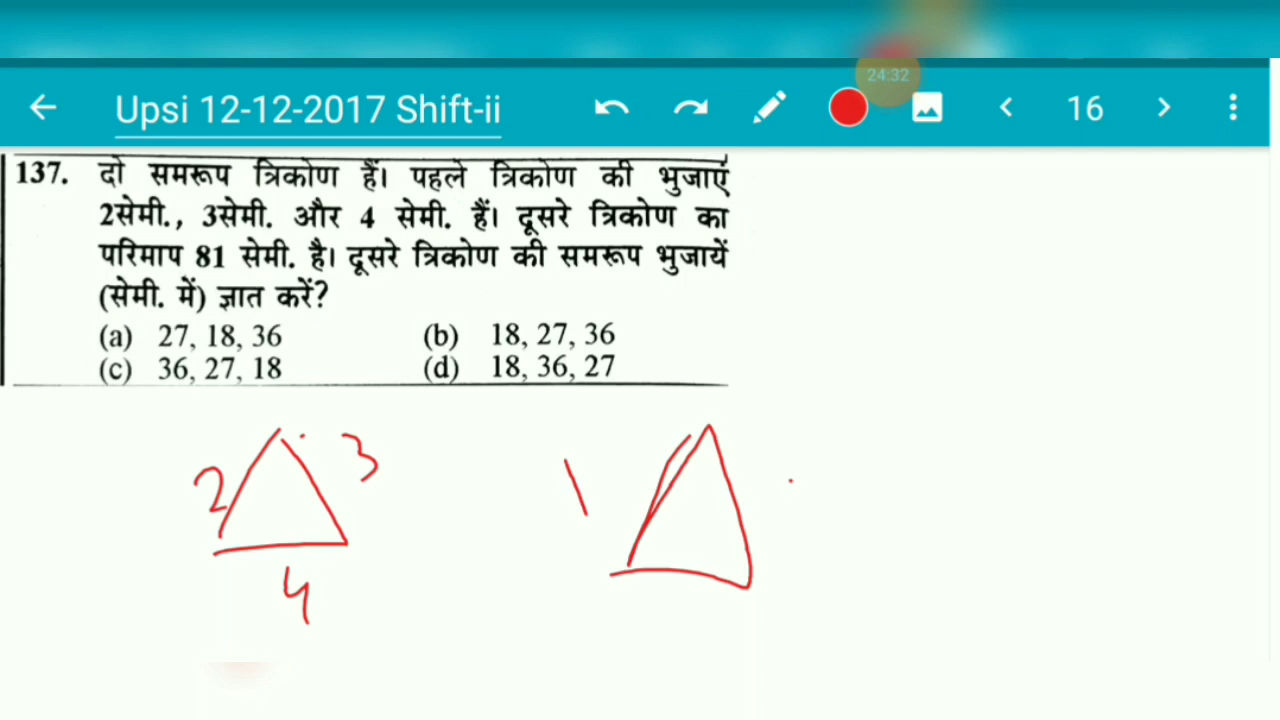 24:32
Upsi 12-12-2017 Shift-ii 16
137. दो समरूप त्रिकोण हैं। पहले त्रिकोण की भुजाएं
2सेमी., 3सेमी. और 4 सेमी. हैं। दूसरे त्रिकोण का
परिमाप 81 सेमी. है। दूसरे त्रिकोण की समरूप भुजायें
(सेमी. में) ज्ञात करें?
(a) 27, 18, 36 (b) 18, 27, 36
(c) 36, 27, 18 (d) 18, 36, 27
2 3 1
4